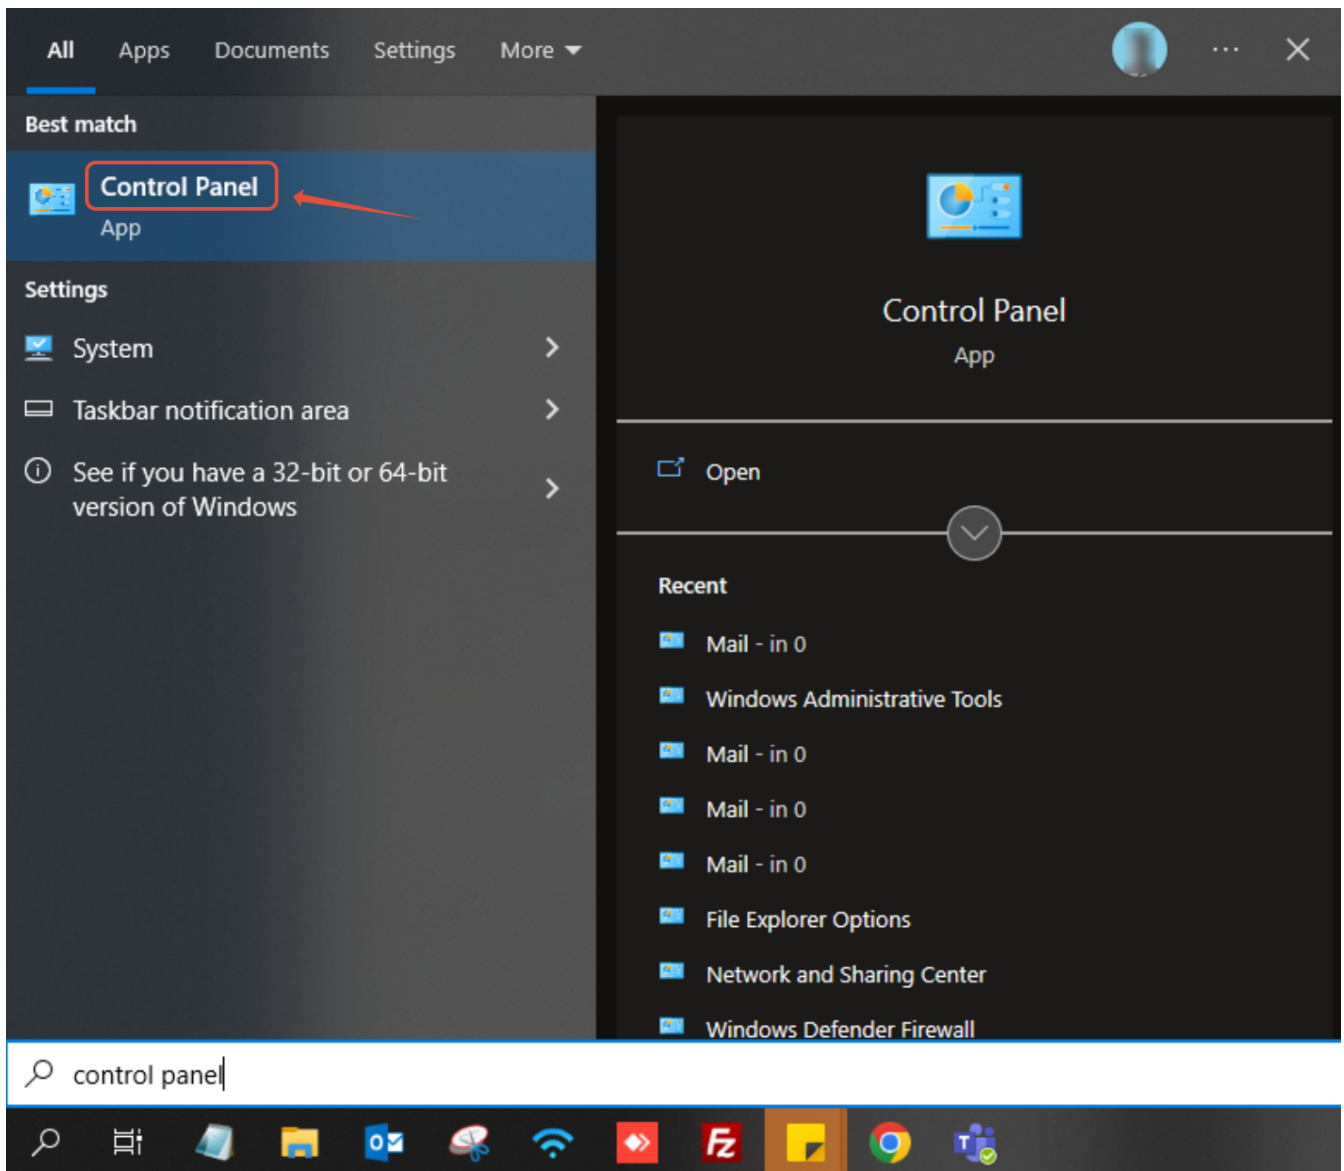 All Apps Documents Settings More
Best match
Control Panel
App
Settings
System
Taskbar notification area
See if you have a 32-bit or 64-bit
version of Windows
Control Panel
App
Open
Recent
Mail - in 0
Windows Administrative Tools
Mail - in 0
Mail - in 0
Mail - in 0
File Explorer Options
Network and Sharing Center
Windows Defender Firewall
control panel